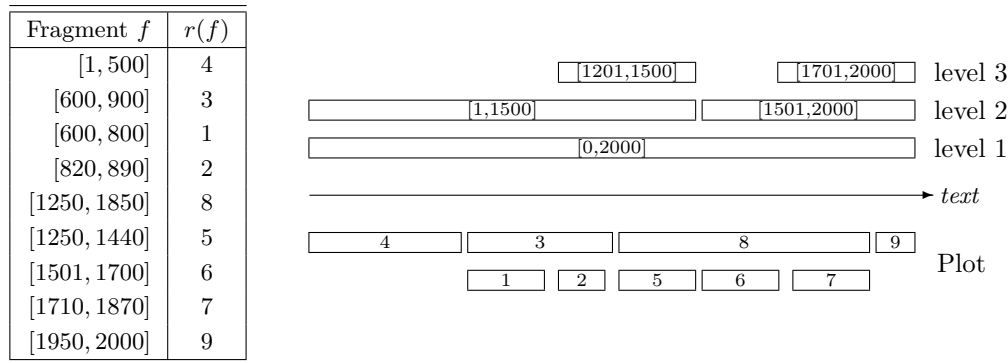 Fragment f r(f)
[1, 500] 4
[600, 900] 3
[600, 800] 1
[820, 890] 2
[1250, 1850] 8
[1250, 1440] 5
[1501, 1700] 6
[1710, 1870] 7
[1950, 2000] 9
[1201,1500] [1701,2000] level 3
[1,1500] [1501,2000] level 2
[0,2000] level 1
text
4 3 8 9
Plot
1 2 5 6 7